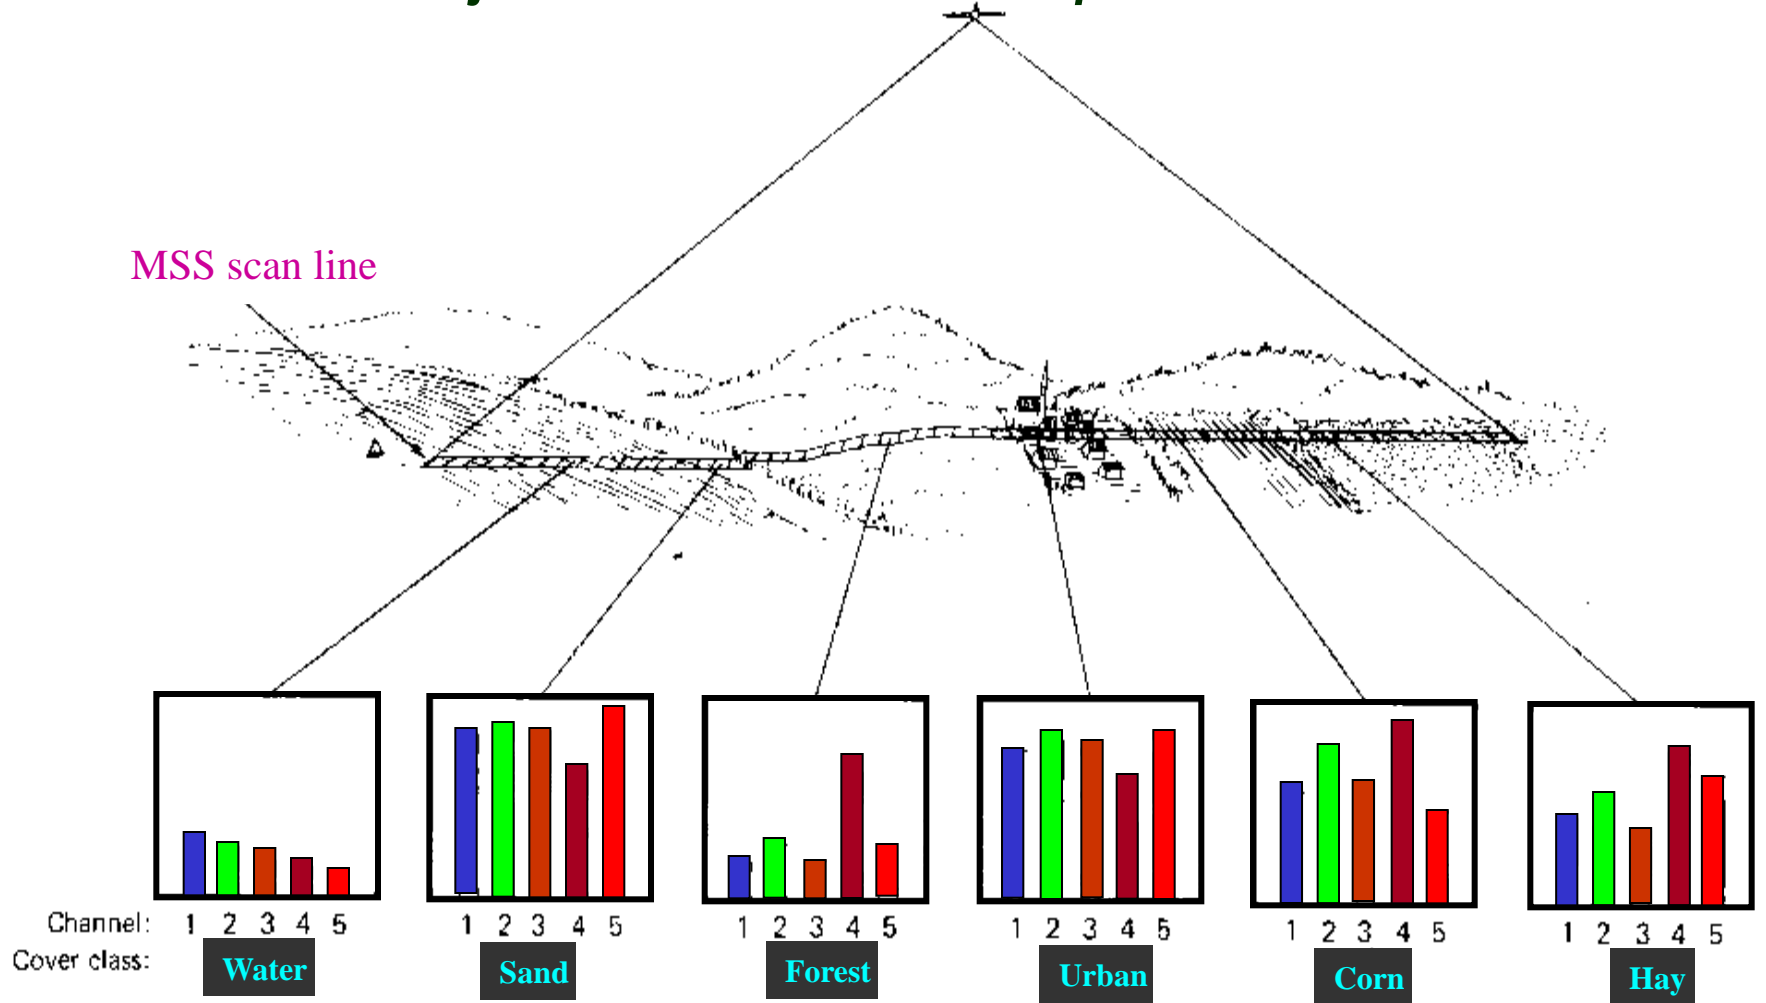 MSS scan line
Channel: 1 2 3 4 5 1 2 3 4 5 1 2 3 4 5 1 2 3 4 5 1 2 3 4 5 1 2 3 4 5
Cover class: Water Sand Forest Urban Corn Hay